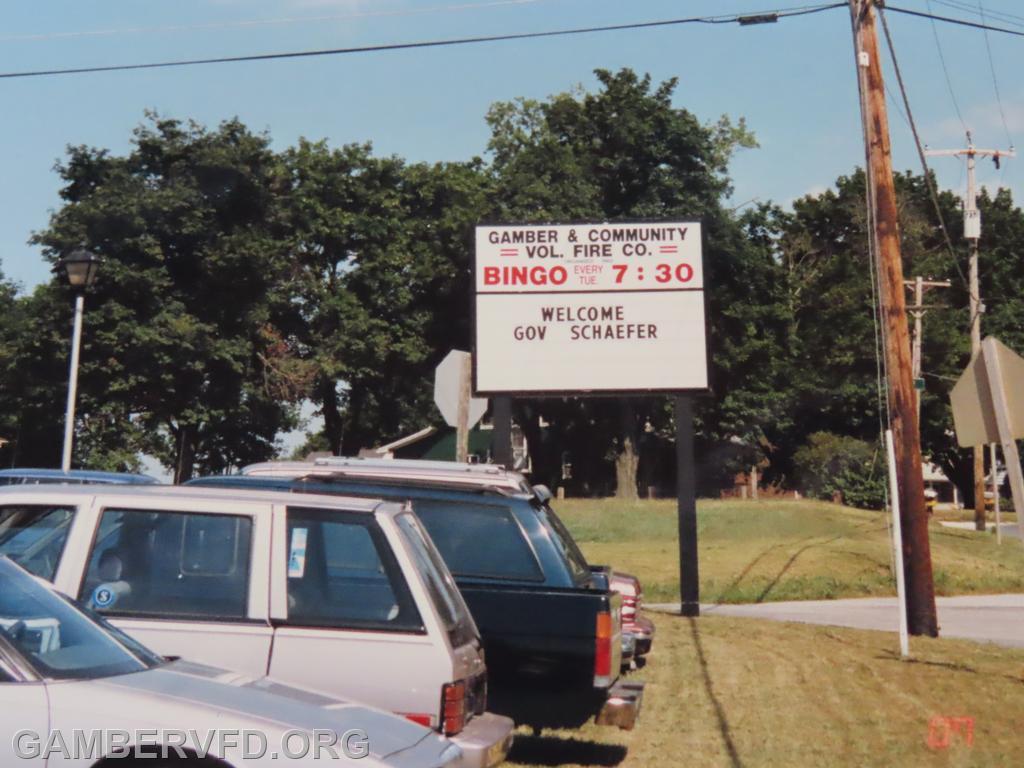 GAMBER & COMMUNITY
= VOL. FIRE CO. =
BINGO EVERY TUE. 7:30
WELCOME
GOV SCHAEFER
S
GAMBERVFD.ORG